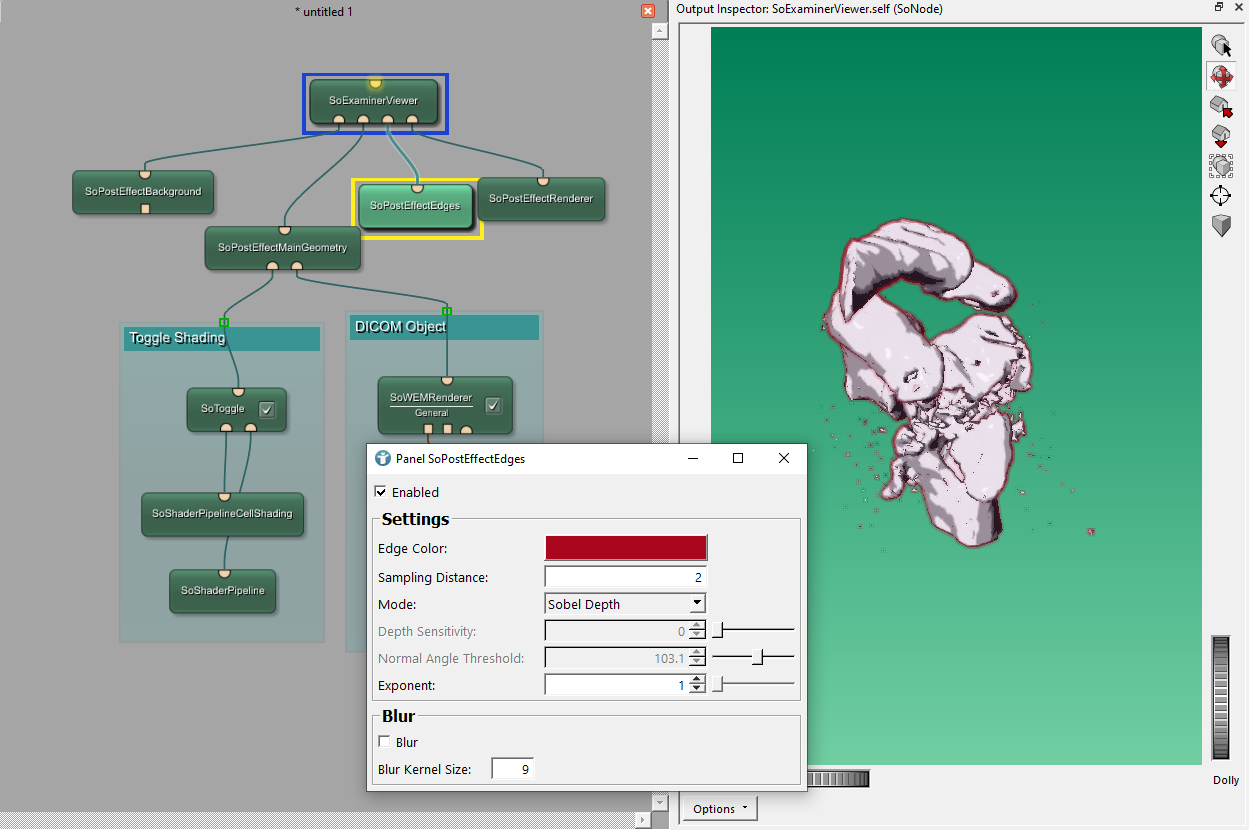 * untitled 1
SoExaminerViewer
SoPostEffectBackground
SoPostEffectEdges
SoPostEffectRenderer
SoPostEffectMainGeometry
Toggle Shading
DICOM Object
SoToggle
SoWEMRenderer
General
SoShaderPipelineCellShading
SoShaderPipeline
Panel SoPostEffectEdges
Enabled
Settings
Edge Color:
Sampling Distance: 2
Mode: Sobel Depth
Depth Sensitivity: 0
Normal Angle Threshold: 103.1
Exponent: 1
Blur
Blur
Blur Kernel Size: 9
Output Inspector: SoExaminerViewer.self (SoNode)
Dolly
Options